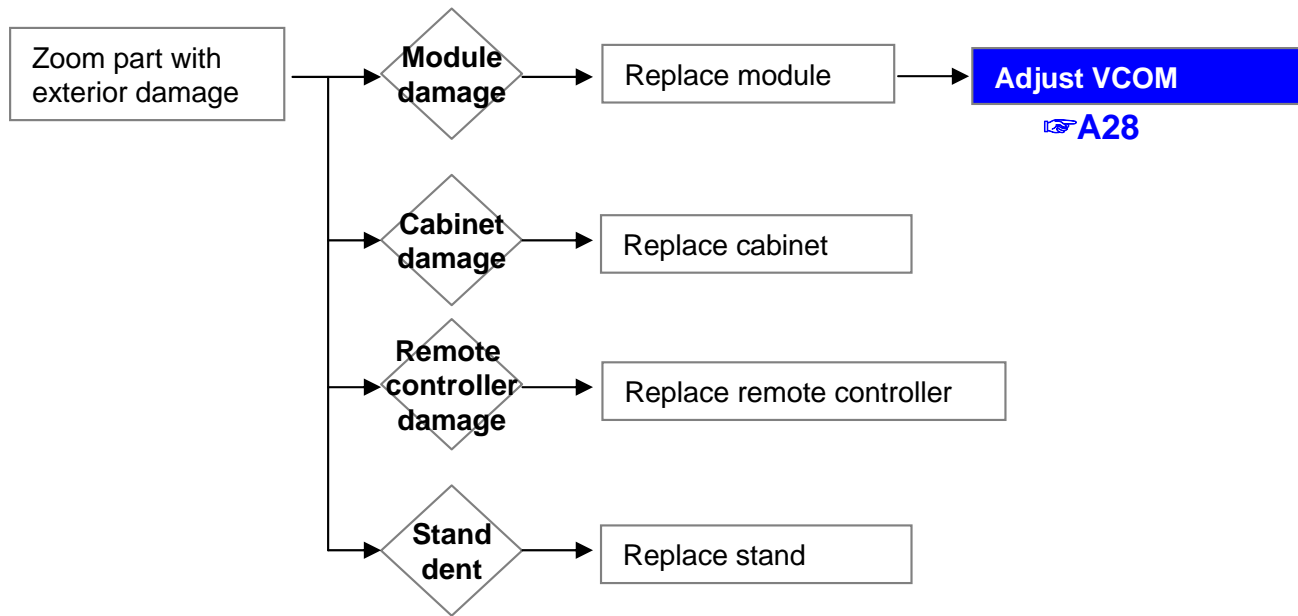 Zoom part with
exterior damage
Module
damage
Replace module
Adjust VCOM
☞A28
Cabinet
damage
Replace cabinet
Remote
controller
damage
Replace remote controller
Stand
dent
Replace stand